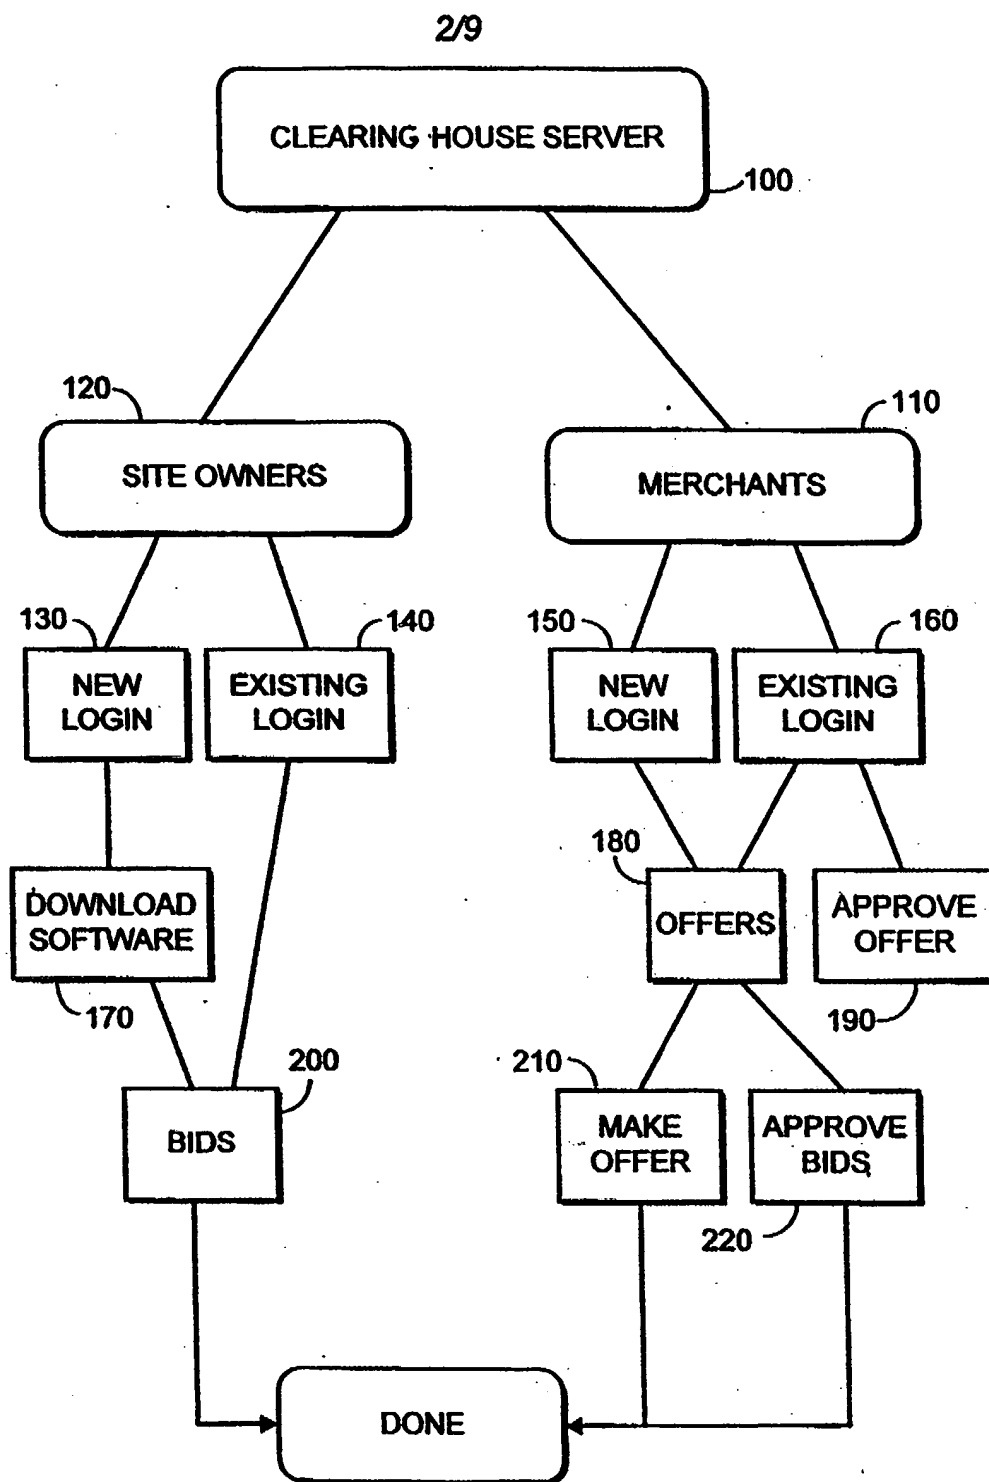 2/9
CLEARING HOUSE SERVER
100
120
110
SITE OWNERS
MERCHANTS
130
140
150
160
NEW
LOGIN
EXISTING
LOGIN
NEW
LOGIN
EXISTING
LOGIN
180
DOWNLOAD
SOFTWARE
OFFERS
APPROVE
OFFER
170
190
200
210
BIDS
MAKE
OFFER
APPROVE
BIDS
220
DONE